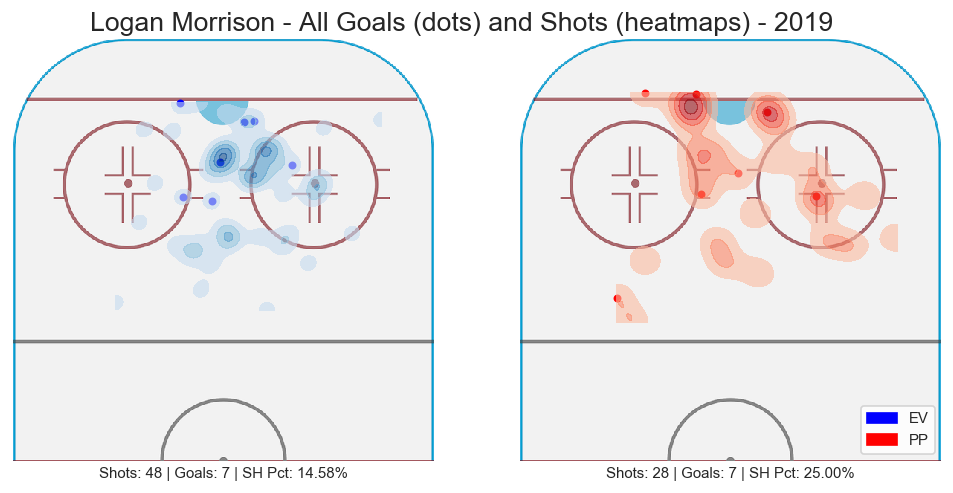 Logan Morrison - All Goals (dots) and Shots (heatmaps) - 2019
EV
PP
Shots: 48 | Goals: 7 | SH Pct: 14.58%
Shots: 28 | Goals: 7 | SH Pct: 25.00%